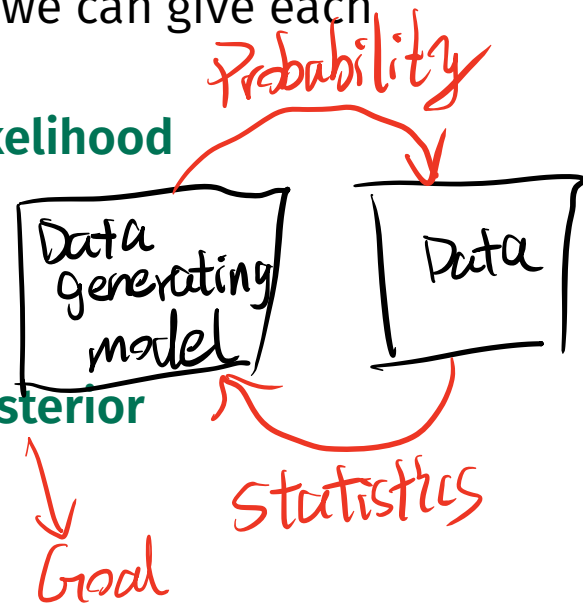 we can give each
Probability
kelihood
Data
generating
model
Data
sterior
Statistics
Goal